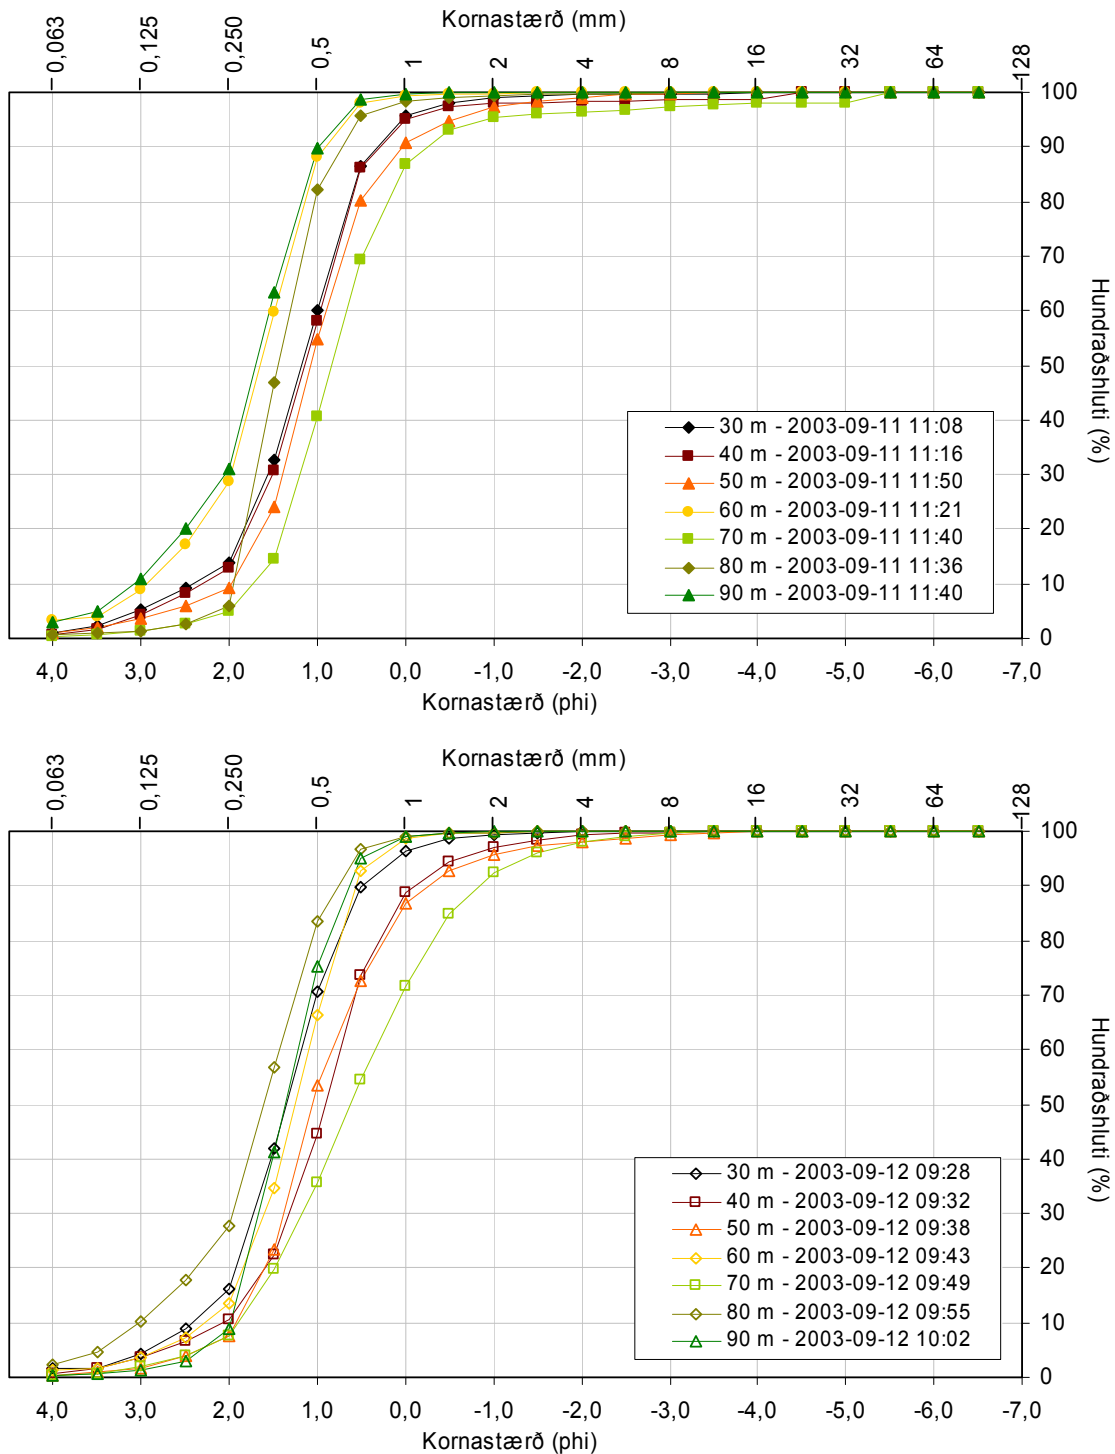 Kornastærð (mm)
0,063 0,125 0,250 0,5 1 2 4 8 16 32 64 128
100
90
80
70
60
50
40
30
20
10
0
Hundraðshluti (%)
30 m - 2003-09-11 11:08
40 m - 2003-09-11 11:16
50 m - 2003-09-11 11:50
60 m - 2003-09-11 11:21
70 m - 2003-09-11 11:40
80 m - 2003-09-11 11:36
90 m - 2003-09-11 11:40
4,0 3,0 2,0 1,0 0,0 -1,0 -2,0 -3,0 -4,0 -5,0 -6,0 -7,0
Kornastærð (phi)
Kornastærð (mm)
0,063 0,125 0,250 0,5 1 2 4 8 16 32 64 128
100
90
80
70
60
50
40
30
20
10
0
Hundraðshluti (%)
30 m - 2003-09-12 09:28
40 m - 2003-09-12 09:32
50 m - 2003-09-12 09:38
60 m - 2003-09-12 09:43
70 m - 2003-09-12 09:49
80 m - 2003-09-12 09:55
90 m - 2003-09-12 10:02
4,0 3,0 2,0 1,0 0,0 -1,0 -2,0 -3,0 -4,0 -5,0 -6,0 -7,0
Kornastærð (phi)